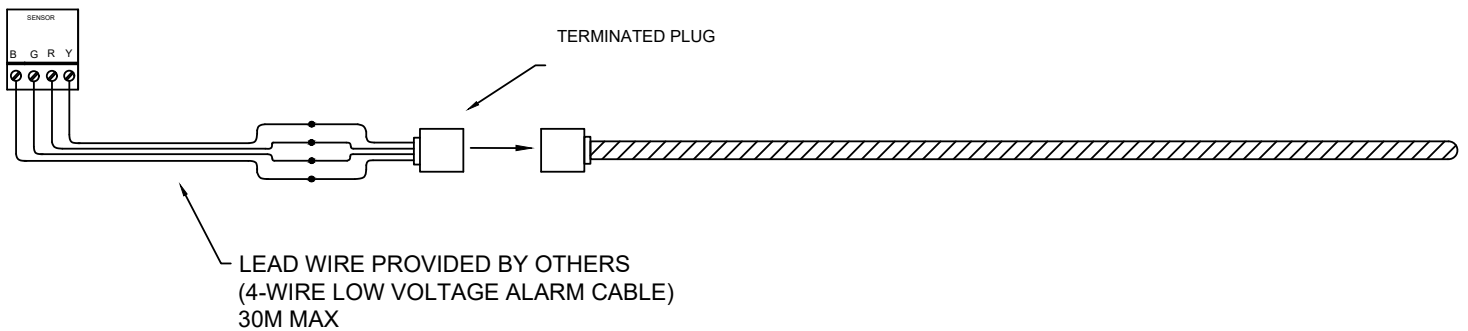 SENSOR
B G R Y
TERMINATED PLUG
LEAD WIRE PROVIDED BY OTHERS
(4-WIRE LOW VOLTAGE ALARM CABLE)
30M MAX